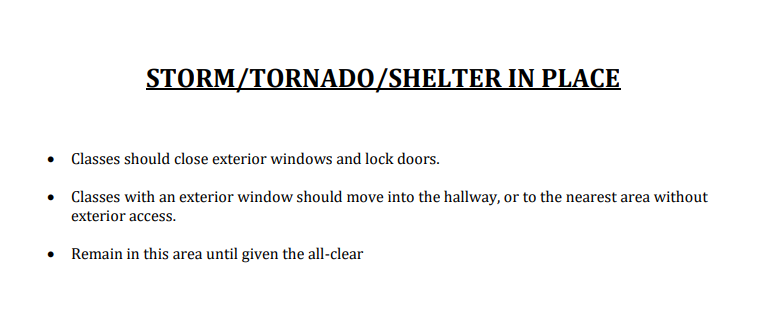 STORM/TORNADO/SHELTER IN PLACE
• Classes should close exterior windows and lock doors.
• Classes with an exterior window should move into the hallway, or to the nearest area without
exterior access.
• Remain in this area until given the all-clear